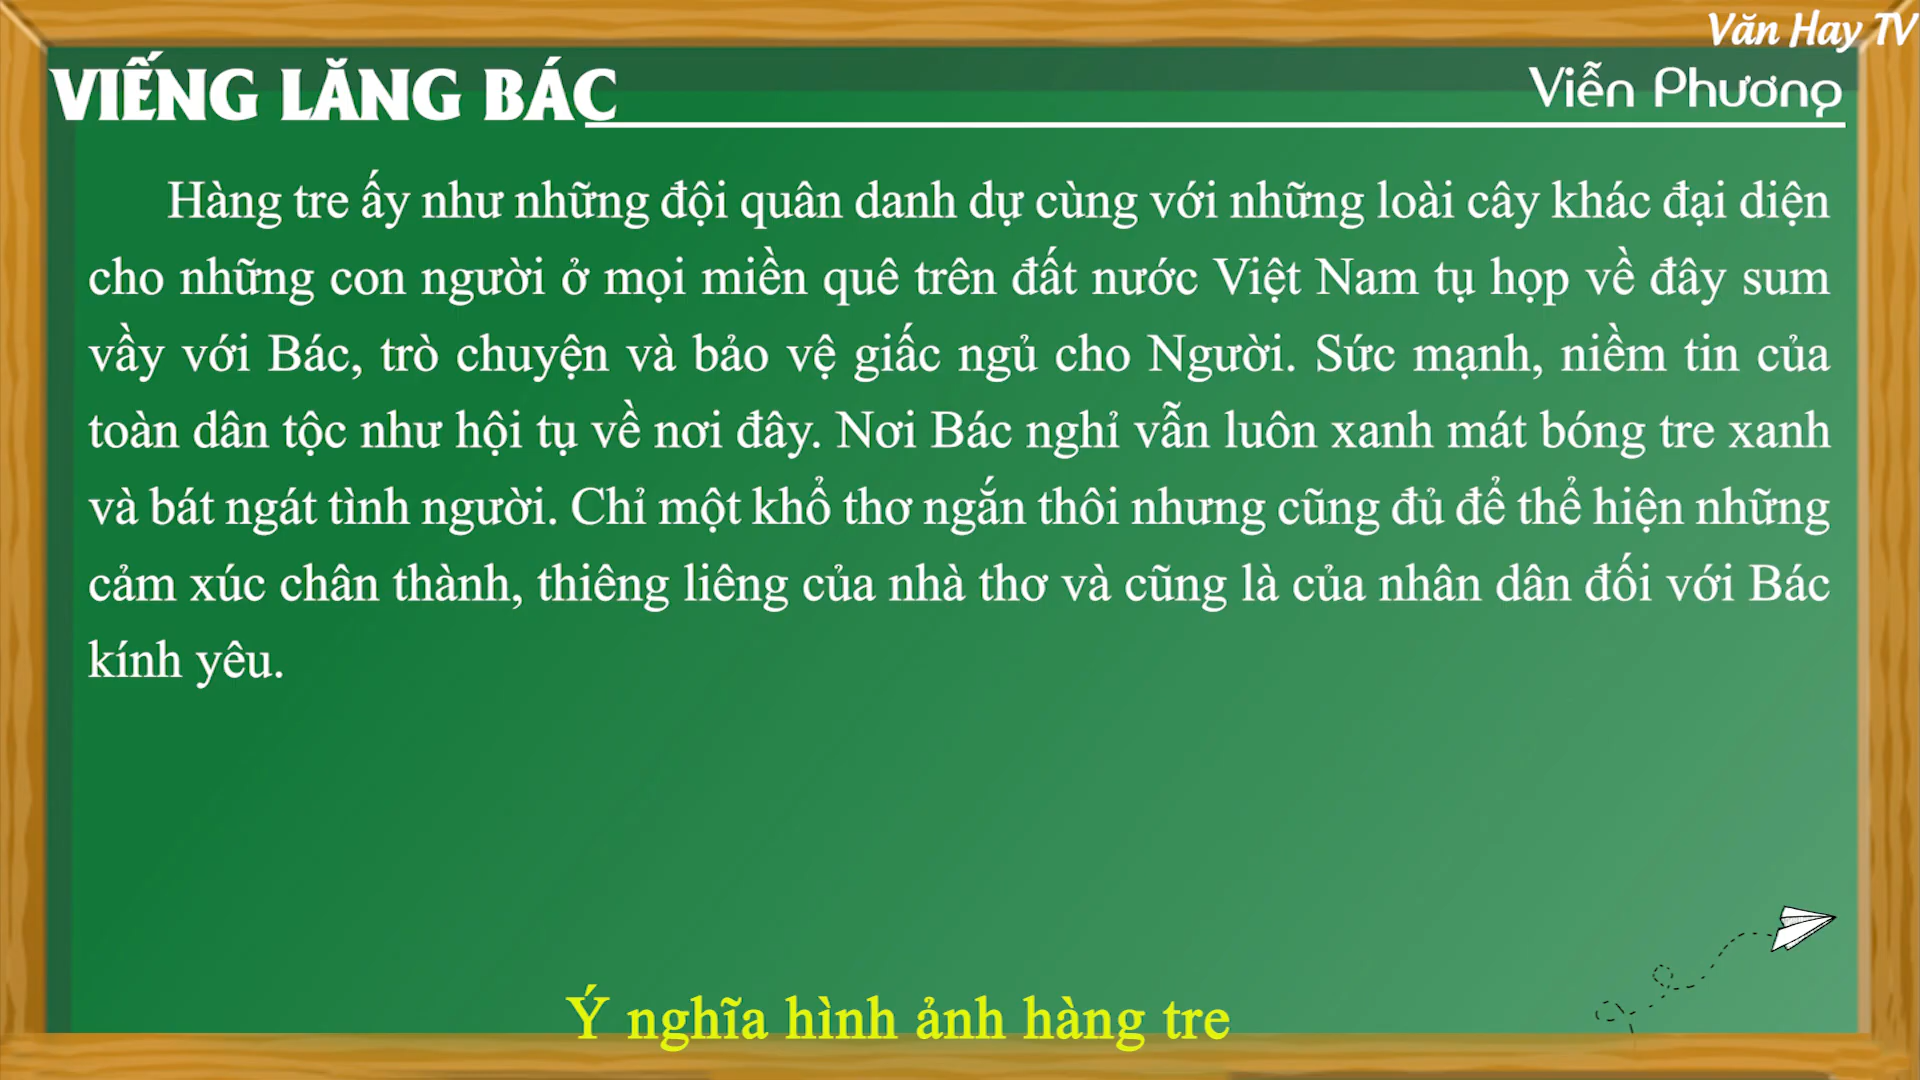 Văn Hay TV
VIẾNG LĂNG BÁC
Viễn Phương
Hàng tre ấy như những đội quân danh dự cùng với những loài cây khác đại diện
cho những con người ở mọi miền quê trên đất nước Việt Nam tụ họp về đây sum
vầy với Bác, trò chuyện và bảo vệ giấc ngủ cho Người. Sức mạnh, niềm tin của
toàn dân tộc như hội tụ về nơi đây. Nơi Bác nghỉ vẫn luôn xanh mát bóng tre xanh
và bát ngát tình người. Chỉ một khổ thơ ngắn thôi nhưng cũng đủ để thể hiện những
cảm xúc chân thành, thiêng liêng của nhà thơ và cũng là của nhân dân đối với Bác
kính yêu.
Ý nghĩa hình ảnh hàng tre